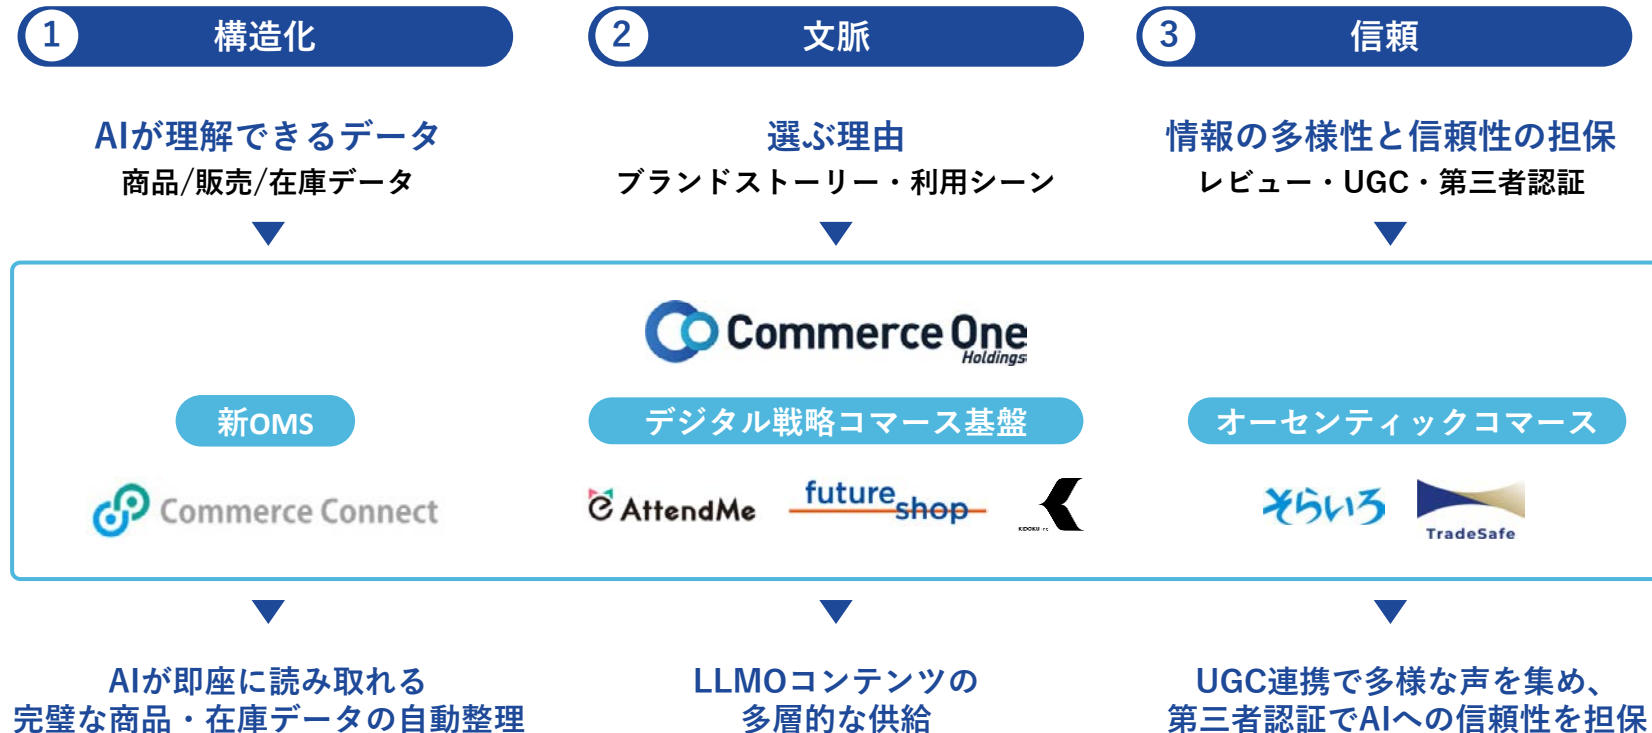 1 構造化
AIが理解できるデータ
商品/販売/在庫データ
2 文脈
選ぶ理由
ブランドストーリー・利用シーン
3 信頼
情報の多様性と信頼性の担保
レビュー・UGC・第三者認証
Commerce One
Holdings
新OMS
Commerce Connect
デジタル戦略コマース基盤
AttendMe
future
shop
オーセンティックコマース
そらいろ
TradeSafe
AIが即座に読み取れる
完璧な商品・在庫データの自動整理
LLMOコンテンツの
多層的な供給
UGC連携で多様な声を集め、
第三者認証でAIへの信頼性を担保